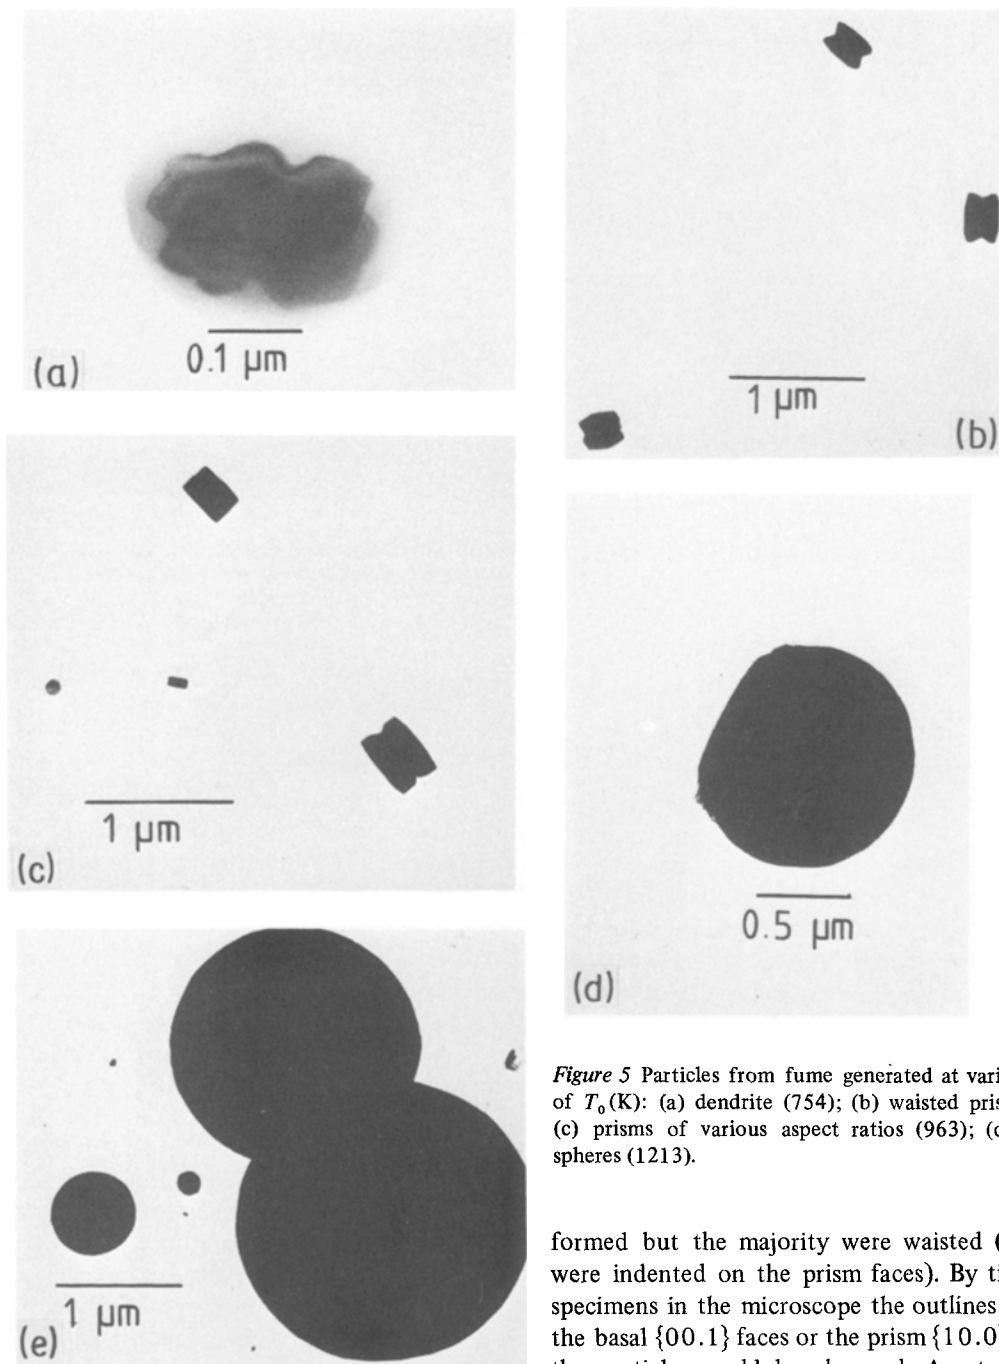 0.1 μm
(a)
1 μm
(b)
1 μm
(c)
0.5 μm
(d)
1 μm
(e)
Figure 5 Particles from fume generated at vari
of T₀(K): (a) dendrite (754); (b) waisted pris
(c) prisms of various aspect ratios (963); (
spheres (1213).
formed but the majority were waisted (
were indented on the prism faces). By ti
specimens in the microscope the outlines
the basal {00.1} faces or the prism {10.0